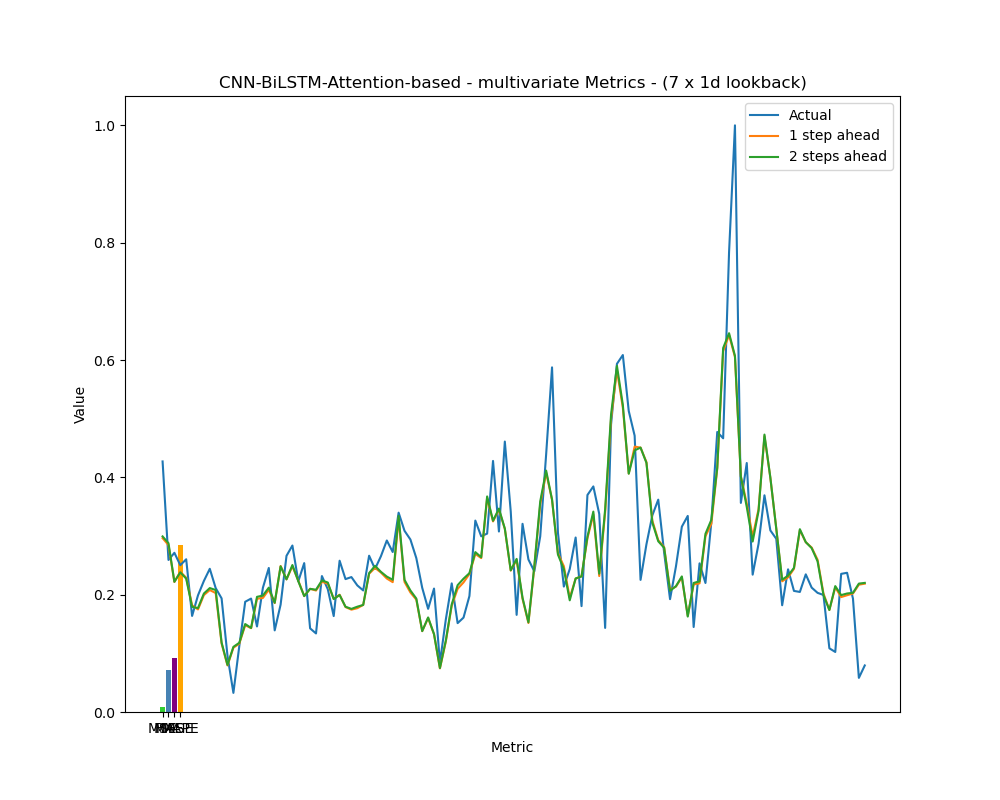 CNN-BiLSTM-Attention-based - multivariate Metrics - (7 x 1d lookback)
Actual
1 step ahead
2 steps ahead
1.0
0.8
0.6
0.4
0.2
0.0
Value
Metric